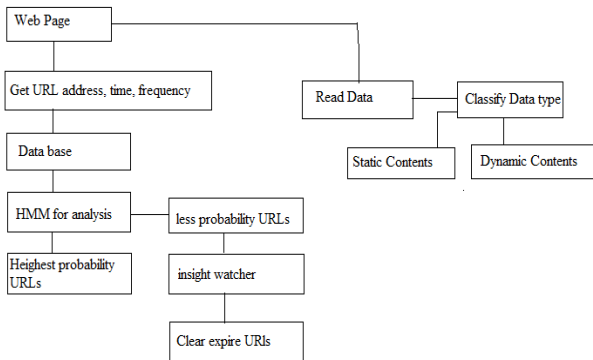 Web Page
Get URL address, time, frequency
Read Data
Classify Data type
Data base
Static Contents
Dynamic Contents
HMM for analysis
less probability URLs
Heighest probability
URLs
insight watcher
Clear expire URls